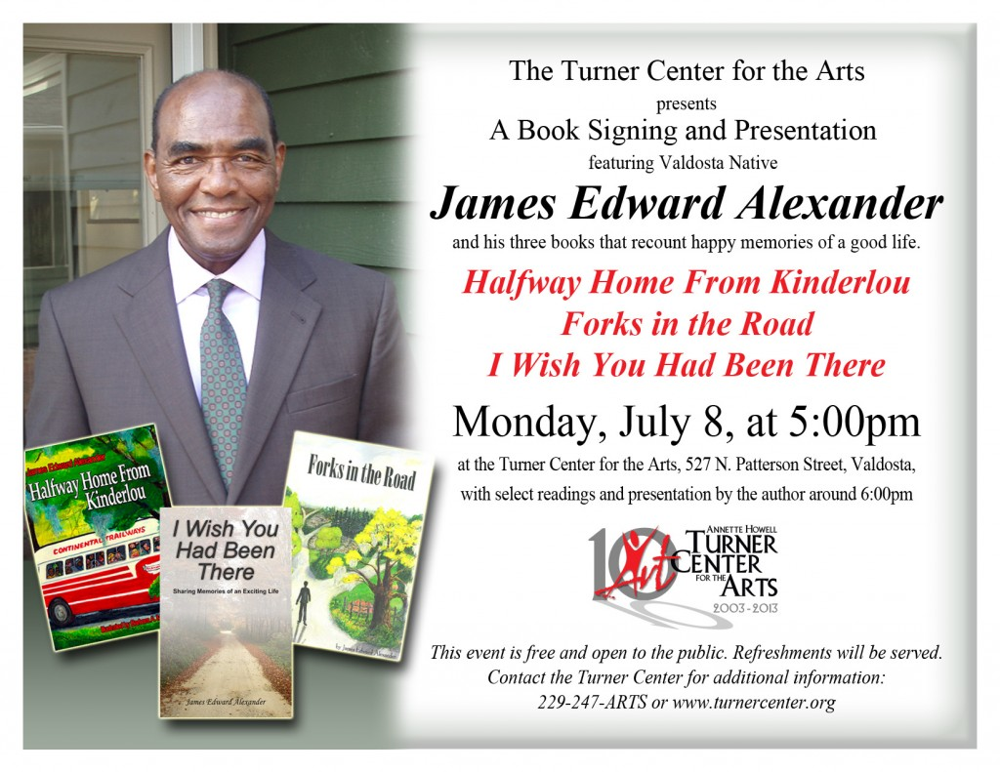 The Turner Center for the Arts
presents
A Book Signing and Presentation
featuring Valdosta Native
James Edward Alexander
and his three books that recount happy memories of a good life.
Halfway Home From Kinderlou
Forks in the Road
I Wish You Had Been There
Monday, July 8, at 5:00pm
at the Turner Center for the Arts, 527 N. Patterson Street, Valdosta,
with select readings and presentation by the author around 6:00pm
10 Art
ANNETTE HOWELL
TURNER
CENTER
FOR THE
ARTS
2003 - 2013
This event is free and open to the public. Refreshments will be served.
Contact the Turner Center for additional information:
229-247-ARTS or www.turnercenter.org
James Edward Alexander
Halfway Home From
Kinderlou
CONTINENTAL TRAILWAYS
I Wish You
Had Been
There
Sharing Memories of an Exciting Life
James Edward Alexander
Forks in the Road
by James Edward Alexander